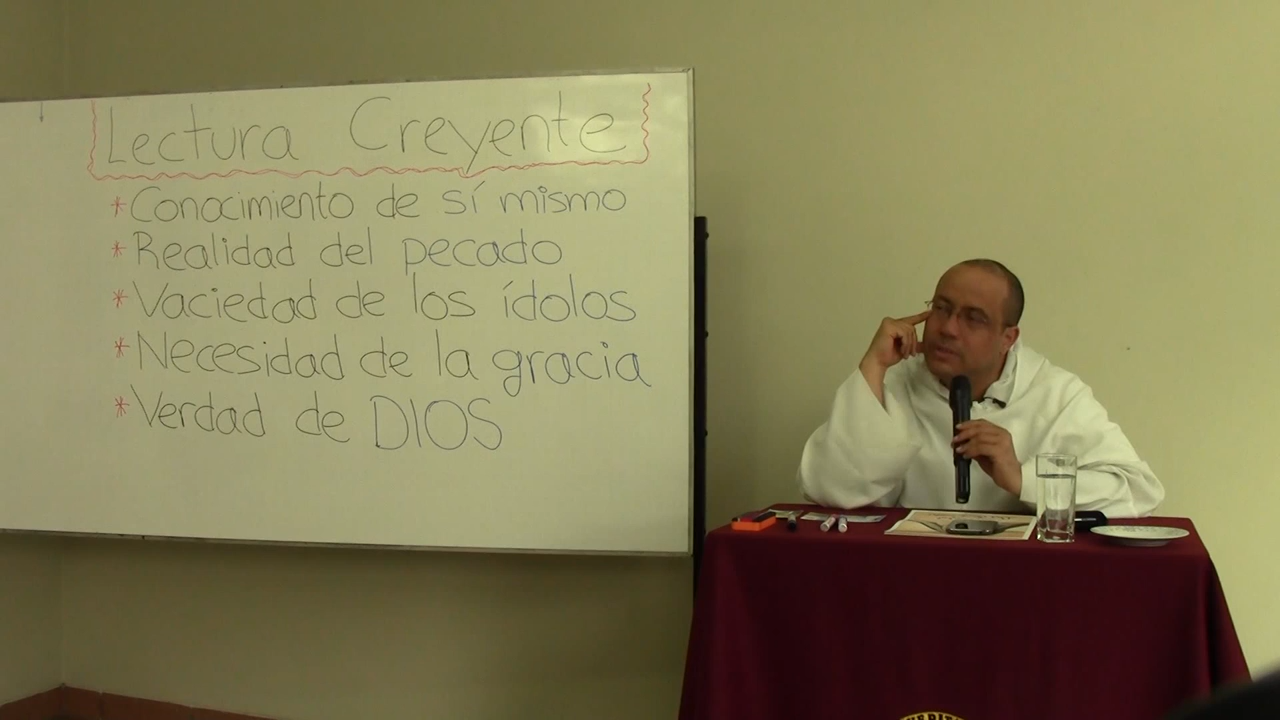 Lectura Creyente
* Conocimiento de sí mismo
* Realidad del pecado
* Vaciedad de los ídolos
* Necesidad de la gracia
* Verdad de DIOS